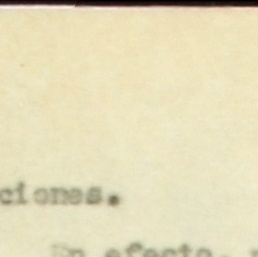 ciones.
En efecto,